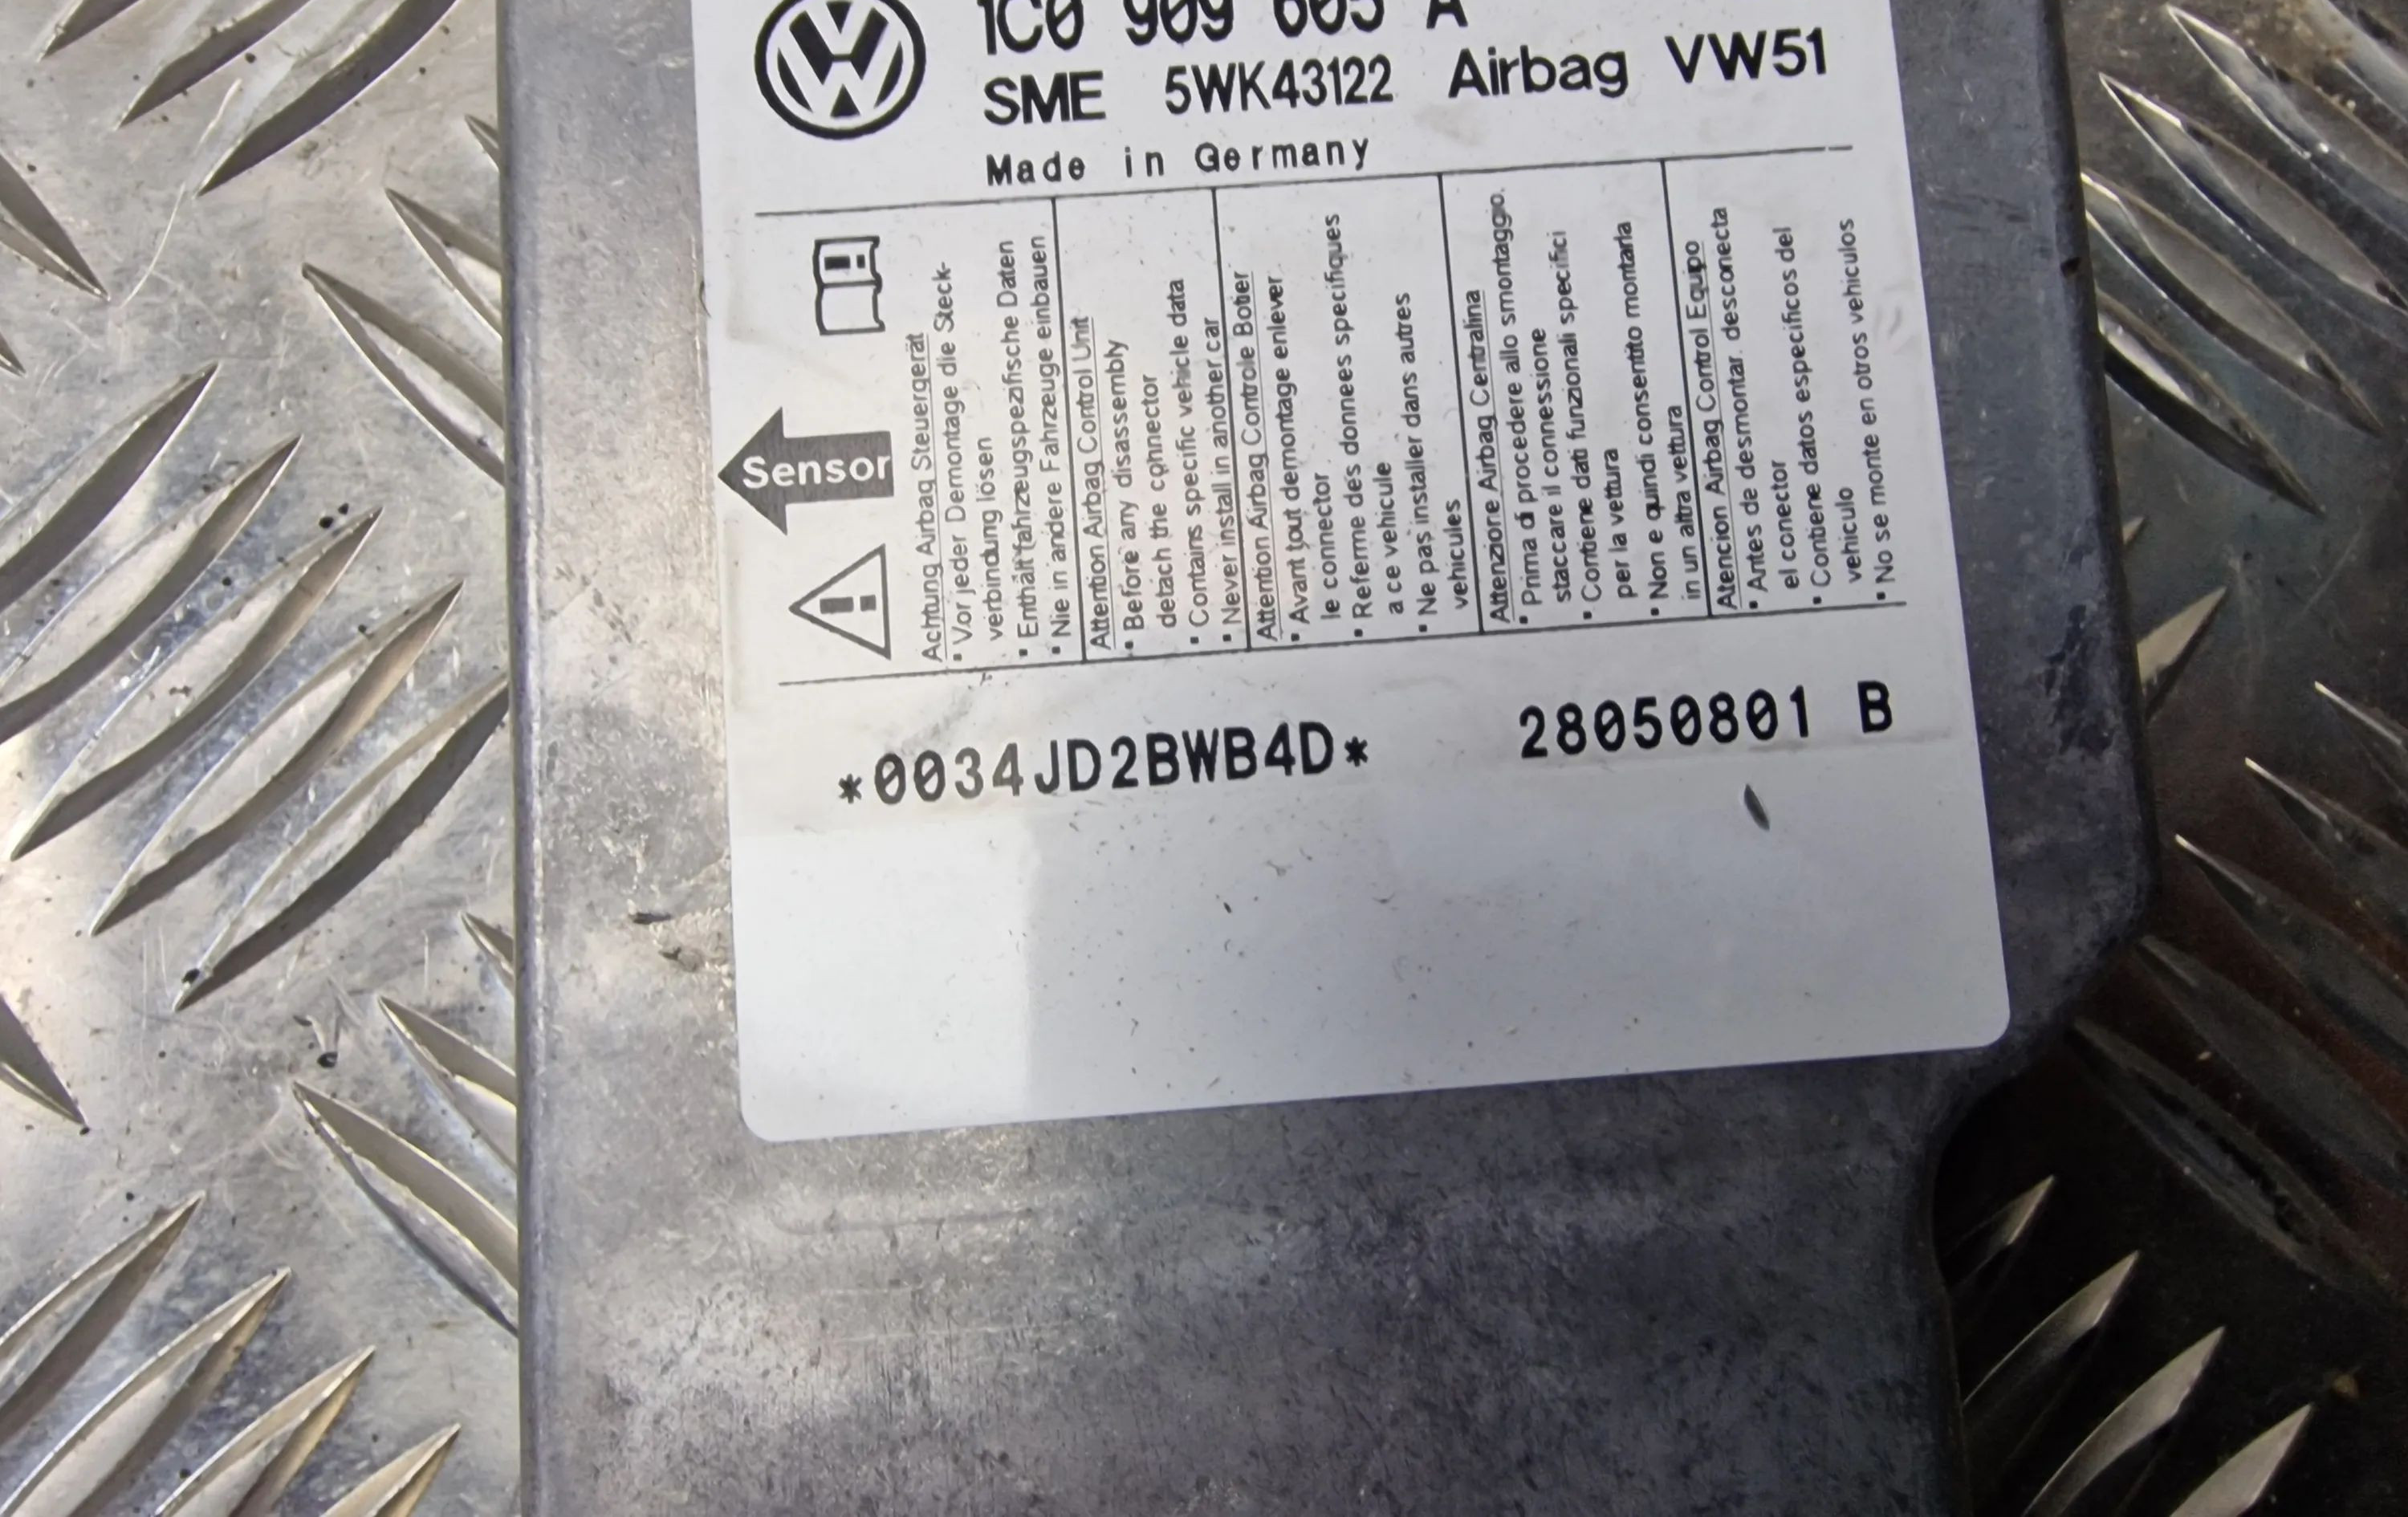 1C0 909 605 A
SME 5WK43122 Airbag VW51
Made in Germany
Sensor
Achtung Airbag Steuergerät
▪ Vor jeder Demontage die Steck-
verbindung lösen
▪ Enthält fahrzeugspezifische Daten
▪ Nie in andere Fahrzeuge einbauen
Attention Airbag Control Unit
▪ Before any disassembly
detach the connector
▪ Contains specific vehicle data
▪ Never install in another car
Attention Airbag Controle Botier
▪ Avant tout demontage enlever
le connector
▪ Referme des donnees specifiques
a ce vehicule
▪ Ne pas installer dans autres
vehicules
Attenzione Airbag Centralina
▪ Prima di procedere allo smontaggio.
staccare il connessione
▪ Contiene dati funzionali specifici
per la vettura
▪ Non e quindi consentito montarla
in un altra vettura
Atencion Airbag Control Equipo
▪ Antes de desmontar. desconecta
el conector
▪ Contiene datos especificos del
vehiculo
▪ No se monte en otros vehiculos
*0034JD2BWB4D* 28050801 B